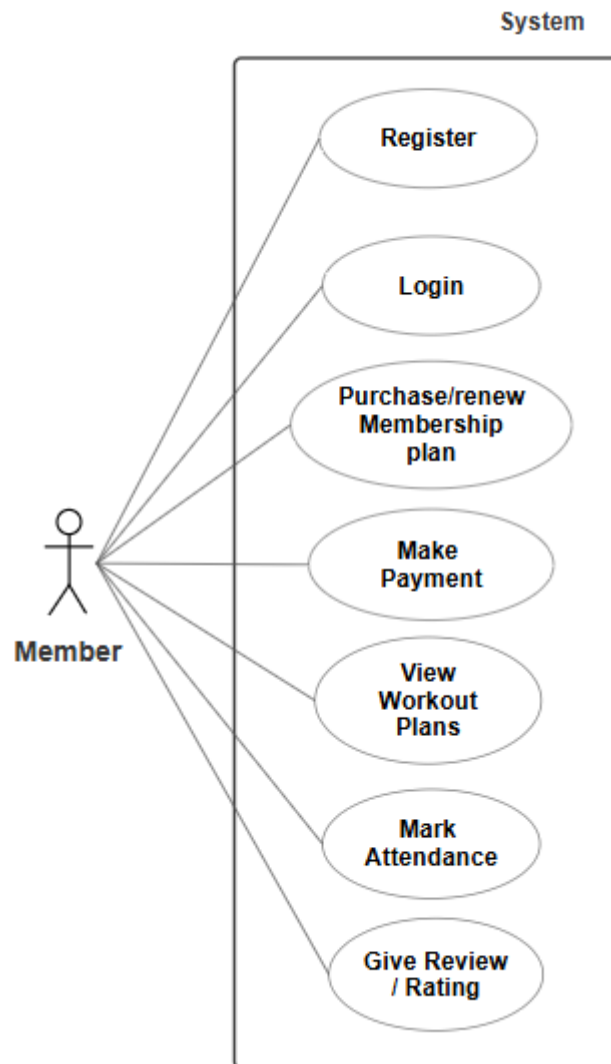 System
Register
Login
Purchase/renew
Membership
plan
Make
Payment
Member
View
Workout
Plans
Mark
Attendance
Give Review
/ Rating